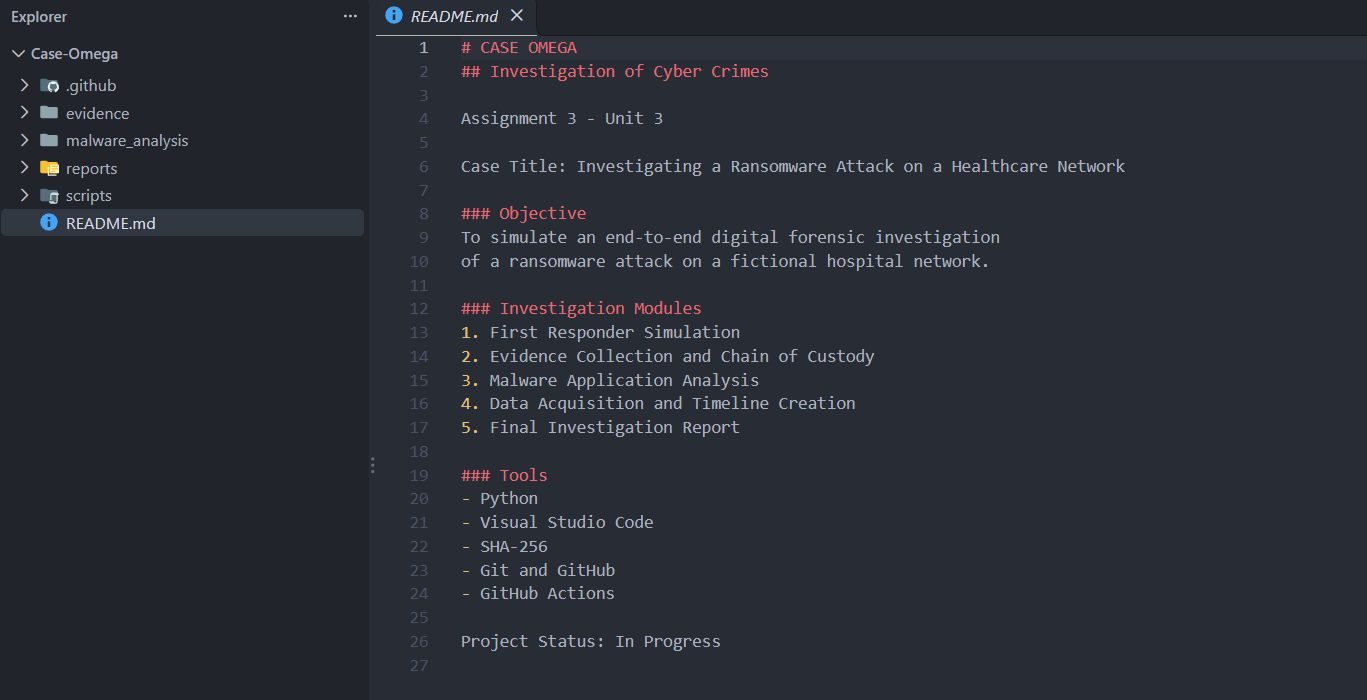 Explorer
Case-Omega
.github
evidence
malware_analysis
reports
scripts
README.md
README.md
1 # CASE OMEGA
2 ## Investigation of Cyber Crimes
3
4 Assignment 3 - Unit 3
5
6 Case Title: Investigating a Ransomware Attack on a Healthcare Network
7
8 ### Objective
9 To simulate an end-to-end digital forensic investigation
10 of a ransomware attack on a fictional hospital network.
11
12 ### Investigation Modules
13 1. First Responder Simulation
14 2. Evidence Collection and Chain of Custody
15 3. Malware Application Analysis
16 4. Data Acquisition and Timeline Creation
17 5. Final Investigation Report
18
19 ### Tools
20 - Python
21 - Visual Studio Code
22 - SHA-256
23 - Git and GitHub
24 - GitHub Actions
25
26 Project Status: In Progress
27